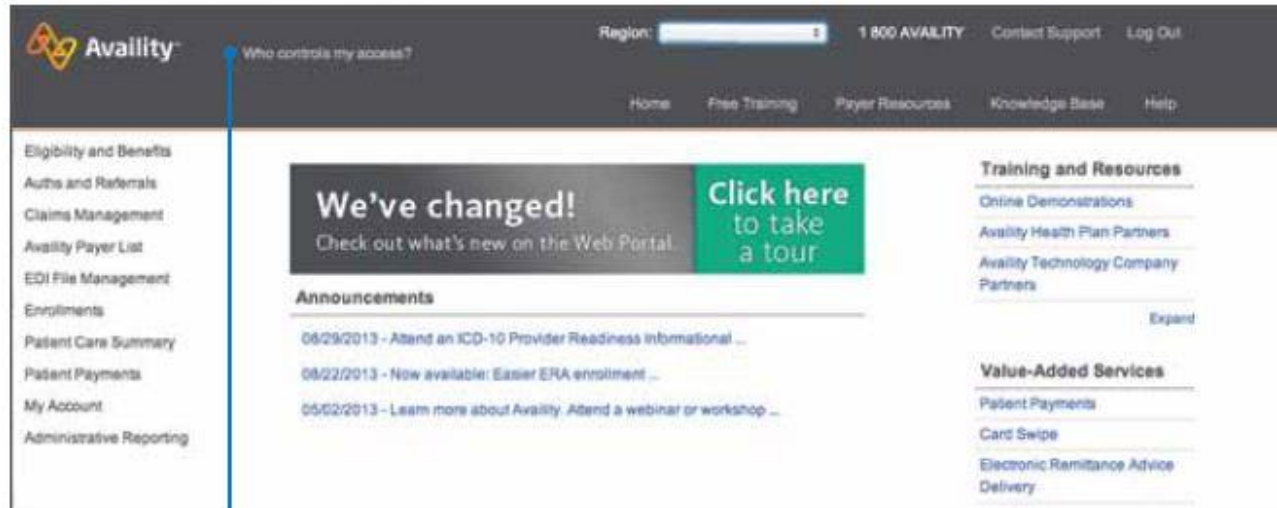 Availity
Who controls my access?
Region:
1 800 AVAILITY
Contact Support
Log Out
Home
Free Training
Payer Resources
Knowledge Base
Help
Eligibility and Benefits
Auths and Referrals
Claims Management
Availity Payer List
EDI File Management
Enrollments
Patient Care Summary
Patient Payments
My Account
Administrative Reporting
We've changed!
Check out what's new on the Web Portal.
Click here
to take
a tour
Announcements
08/29/2013 - Attend an ICD-10 Provider Readiness Informational ...
08/22/2013 - Now available: Easier ERA enrollment ...
05/02/2013 - Learn more about Availity. Attend a webinar or workshop ...
Training and Resources
Online Demonstrations
Availity Health Plan Partners
Availity Technology Company
Partners
Expand
Value-Added Services
Patient Payments
Card Swipe
Electronic Remittance Advice
Delivery